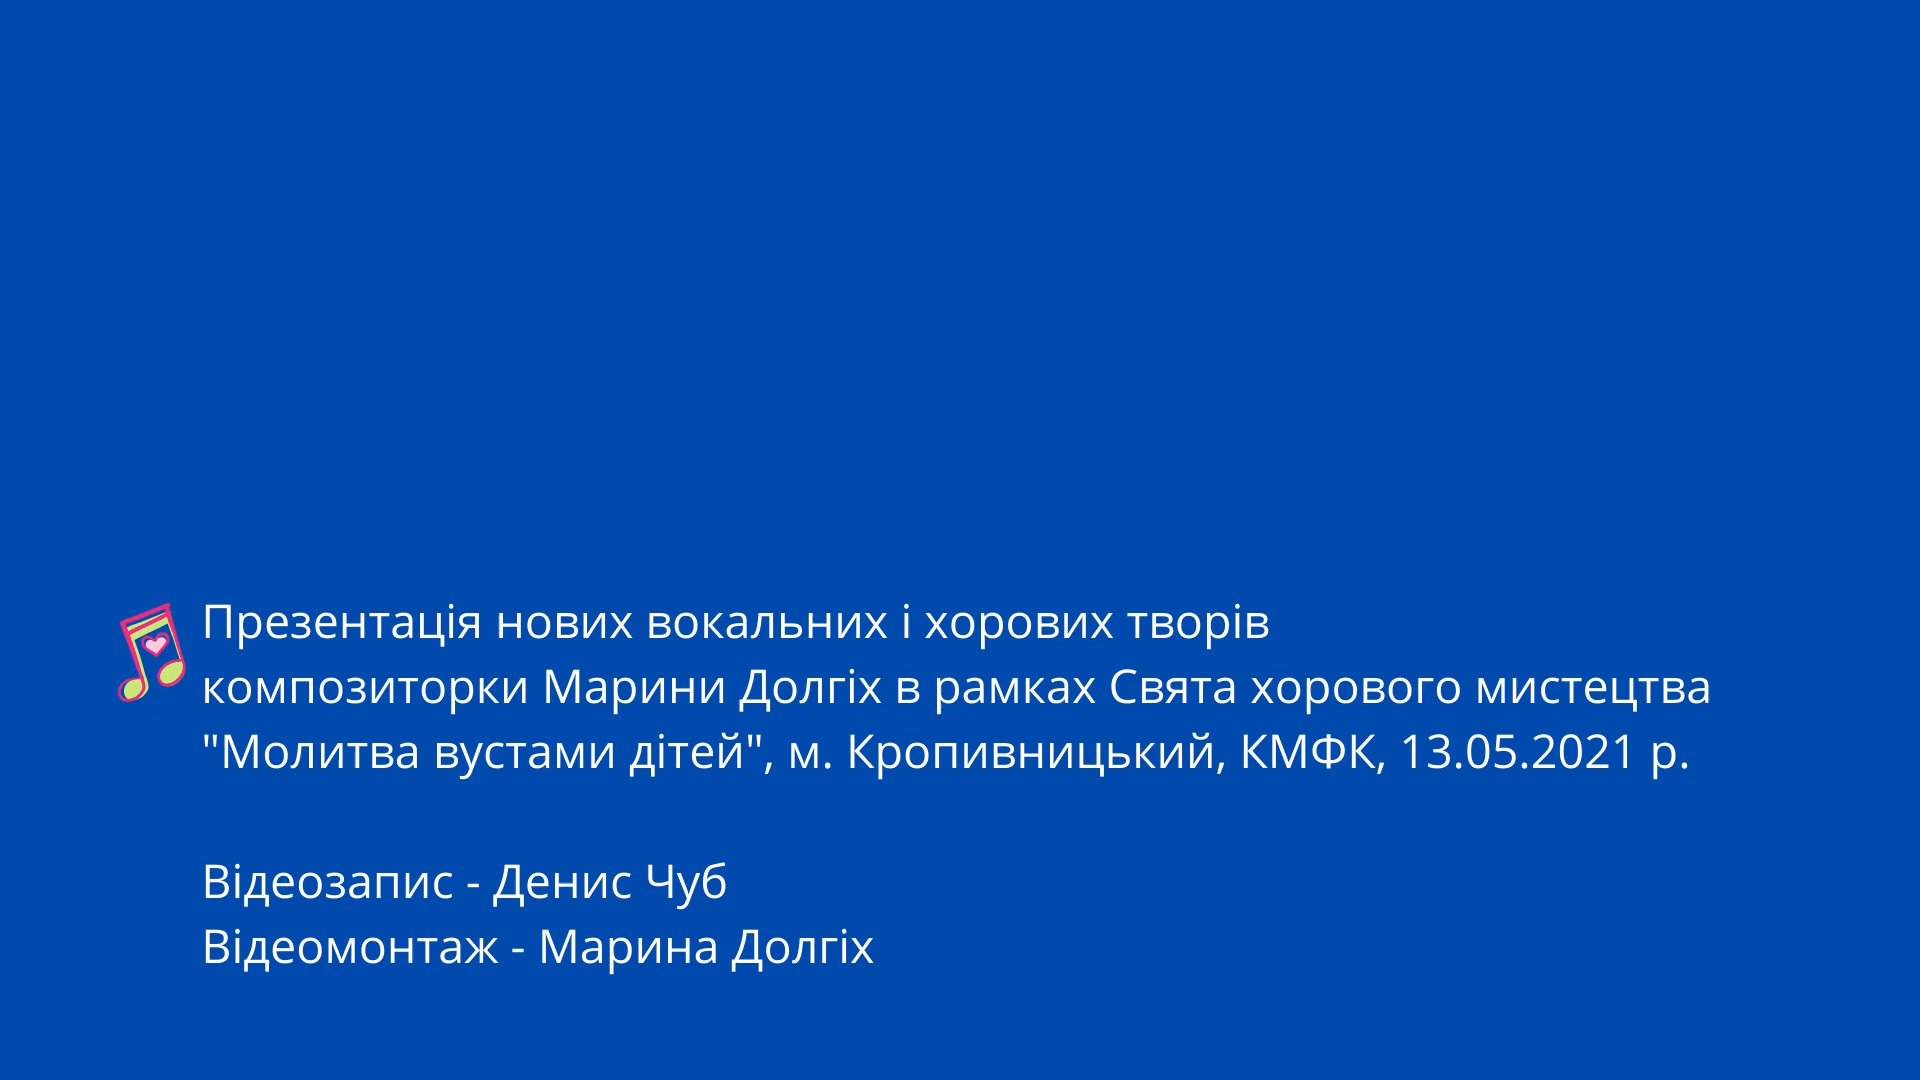 Презентація нових вокальних і хорових творів
композиторки Марини Долгіх в рамках Свята хорового мистецтва
"Молитва вустами дітей", м. Кропивницький, КМФК, 13.05.2021 р.
Відеозапис - Денис Чуб
Відеомонтаж - Марина Долгіх